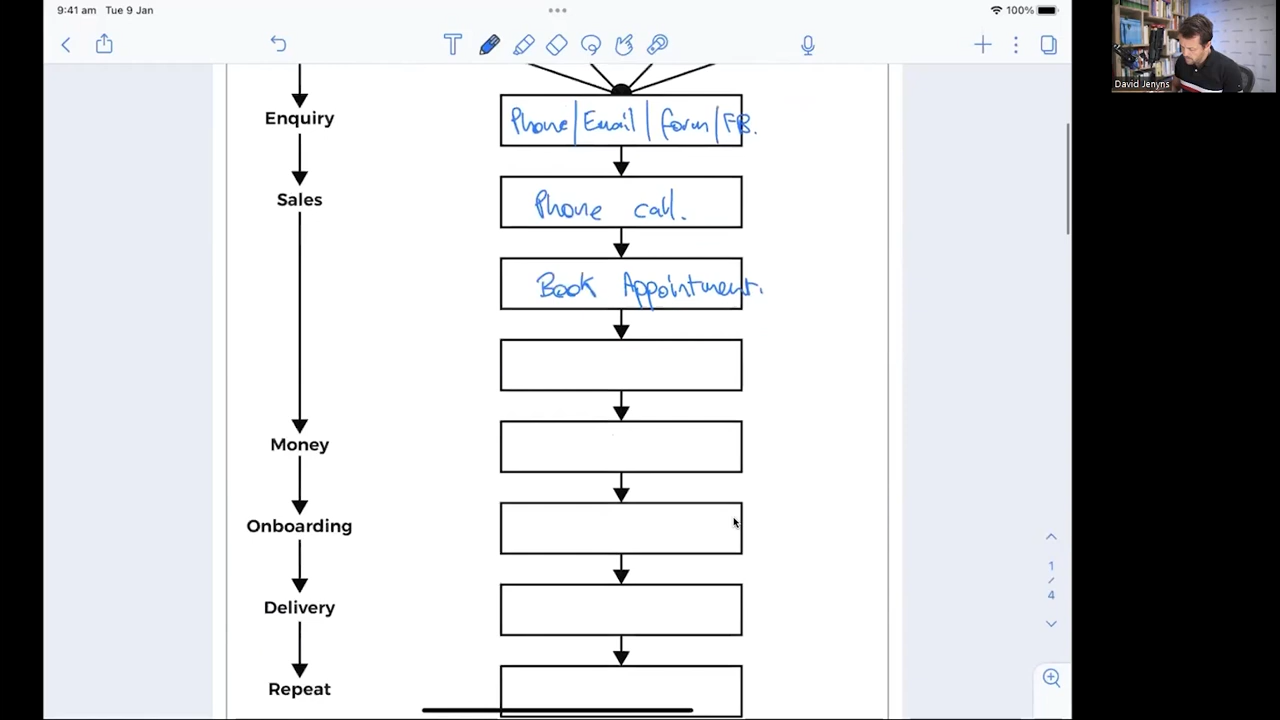 9:41 am Tue 9 Jan
100%
T
David Jenyns
Enquiry
Phone | Email | form | FB.
Sales
Phone call.
Book Appointment.
Money
Onboarding
1
/
4
Delivery
Repeat